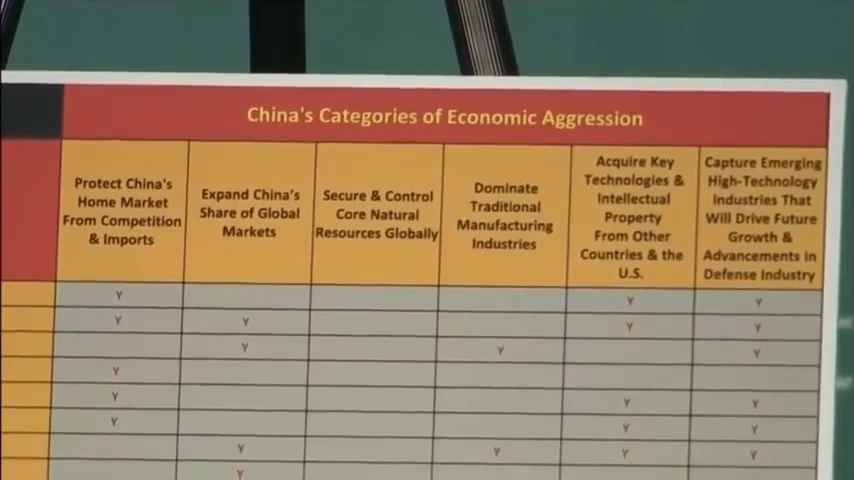 China's Categories of Economic Aggression
Protect China's
Home Market
From Competition
& Imports
Expand China's
Share of Global
Markets
Secure & Control
Core Natural
Resources Globally
Dominate
Traditional
Manufacturing
Industries
Acquire Key
Technologies &
Intellectual
Property
From Other
Countries & the
U.S.
Capture Emerging
High-Technology
Industries That
Will Drive Future
Growth &
Advancements in
Defense Industry
Y Y Y
Y Y Y Y
Y Y Y
Y
Y Y Y
Y Y Y
Y Y Y Y
Y